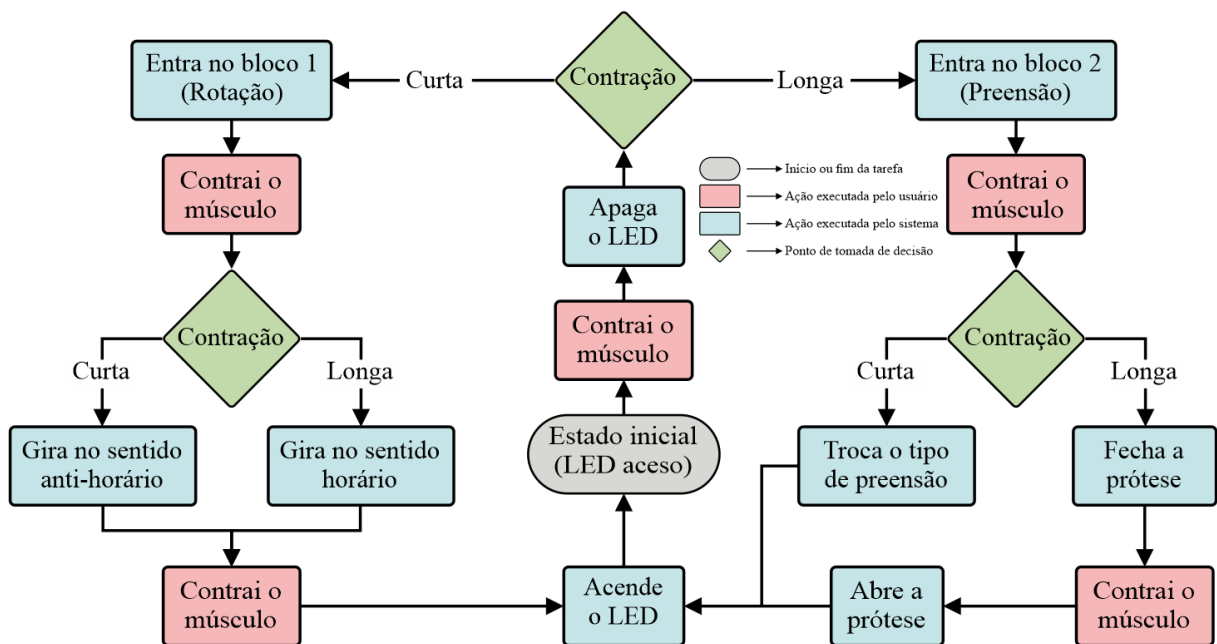 Entra no bloco 1
(Rotação)
Curta
Contração
Longa
Entra no bloco 2
(Preensão)
Contrai o
músculo
Apaga
o LED
Início ou fim da tarefa
Ação executada pelo usuário
Ação executada pelo sistema
Ponto de tomada de decisão
Contrai o
músculo
Contração
Curta
Longa
Contrai o
músculo
Contração
Curta
Longa
Gira no sentido
anti-horário
Gira no sentido
horário
Estado inicial
(LED aceso)
Troca o tipo
de preensão
Fecha a
prótese
Contrai o
músculo
Acende
o LED
Abre a
prótese
Contrai o
músculo